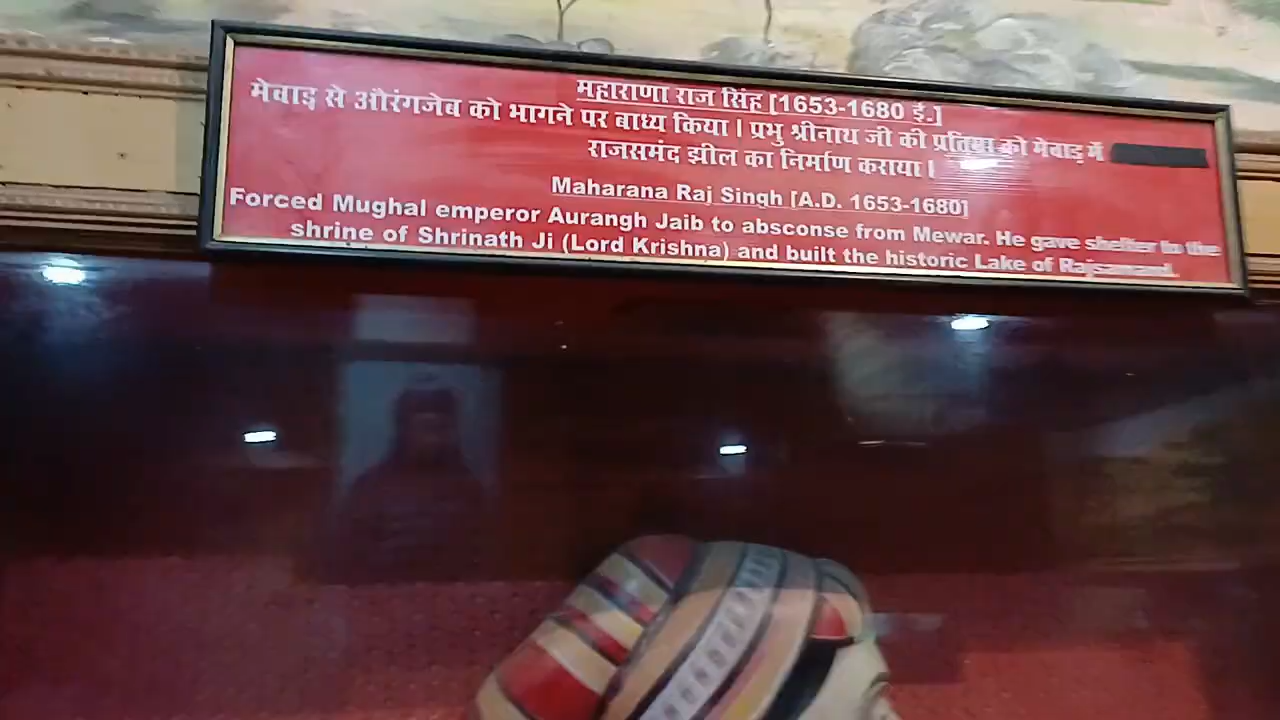 महाराणा राज सिंह [1653-1680 ई.]
मेवाड़ से औरंगजेब को भागने पर बाध्य किया। प्रभु श्रीनाथ जी की प्रतिमा को मेवाड़ में
राजसमंद झील का निर्माण कराया।
Maharana Raj Singh [A.D. 1653-1680]
Forced Mughal emperor Aurangh Jaib to absconse from Mewar. He gave shelter to the
shrine of Shrinath Ji (Lord Krishna) and built the historic Lake of Rajsamand.